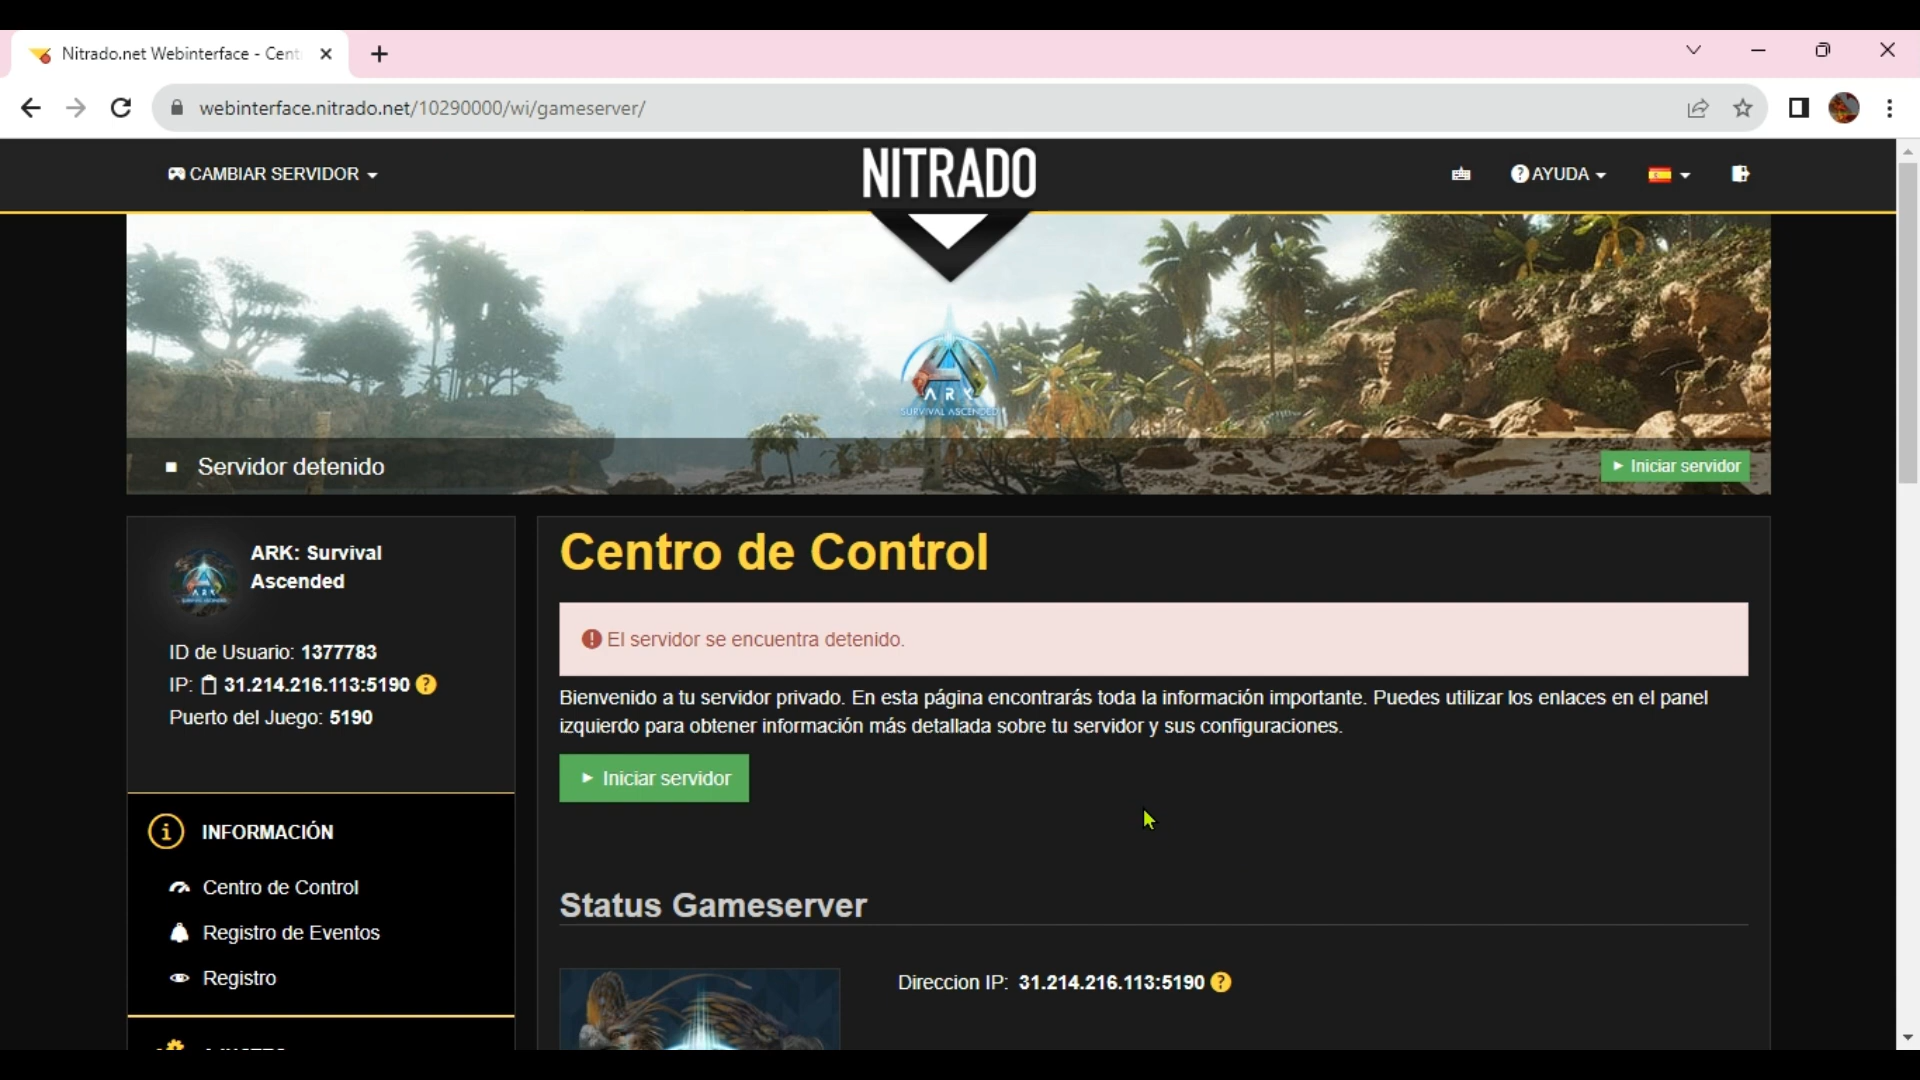 Nitrado.net Webinterface - Cent
webinterface.nitrado.net/10290000/wi/gameserver/
CAMBIAR SERVIDOR
NITRADO
AYUDA
ARK
SURVIVAL ASCENDED
Servidor detenido
Iniciar servidor
ARK: Survival
Ascended
ID de Usuario: 1377783
IP: 31.214.216.113:5190
Puerto del Juego: 5190
INFORMACIÓN
Centro de Control
Registro de Eventos
Registro
Centro de Control
El servidor se encuentra detenido.
Bienvenido a tu servidor privado. En esta página encontrarás toda la información importante. Puedes utilizar los enlaces en el panel
izquierdo para obtener información más detallada sobre tu servidor y sus configuraciones.
Iniciar servidor
Status Gameserver
Direccion IP: 31.214.216.113:5190